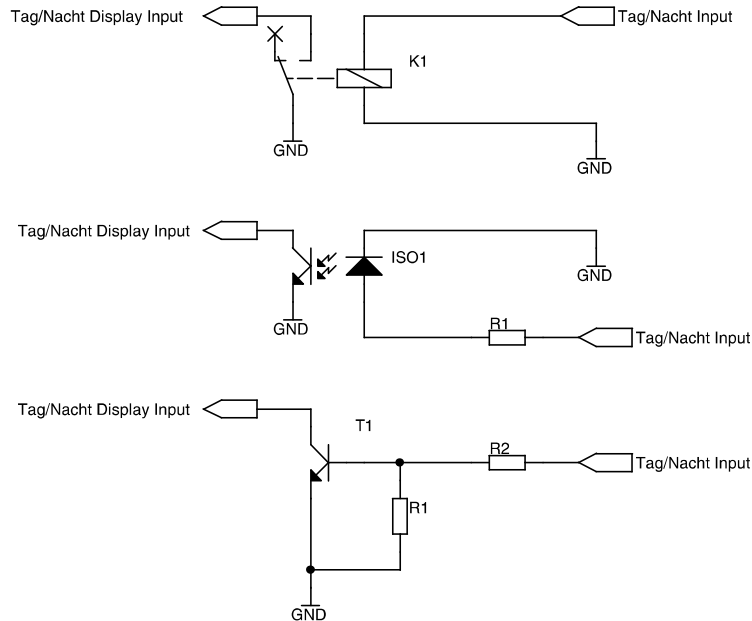 Tag/Nacht Display Input
Tag/Nacht Input
K1
GND
GND
Tag/Nacht Display Input
ISO1
GND
GND
R1
Tag/Nacht Input
Tag/Nacht Display Input
T1
R2
Tag/Nacht Input
R1
GND